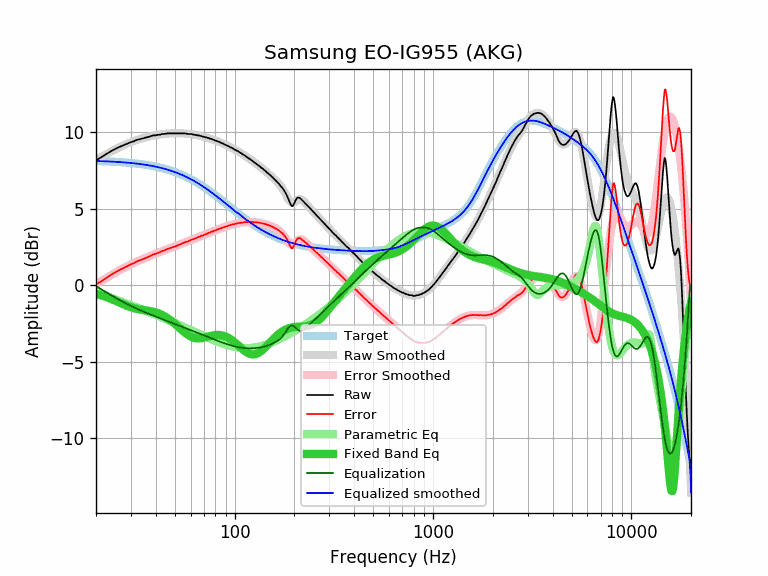 Samsung EO-IG955 (AKG)
Amplitude (dBr)
10
5
0
−5
−10
Target
Raw Smoothed
Error Smoothed
Raw
Error
Parametric Eq
Fixed Band Eq
Equalization
Equalized smoothed
100
1000
10000
Frequency (Hz)